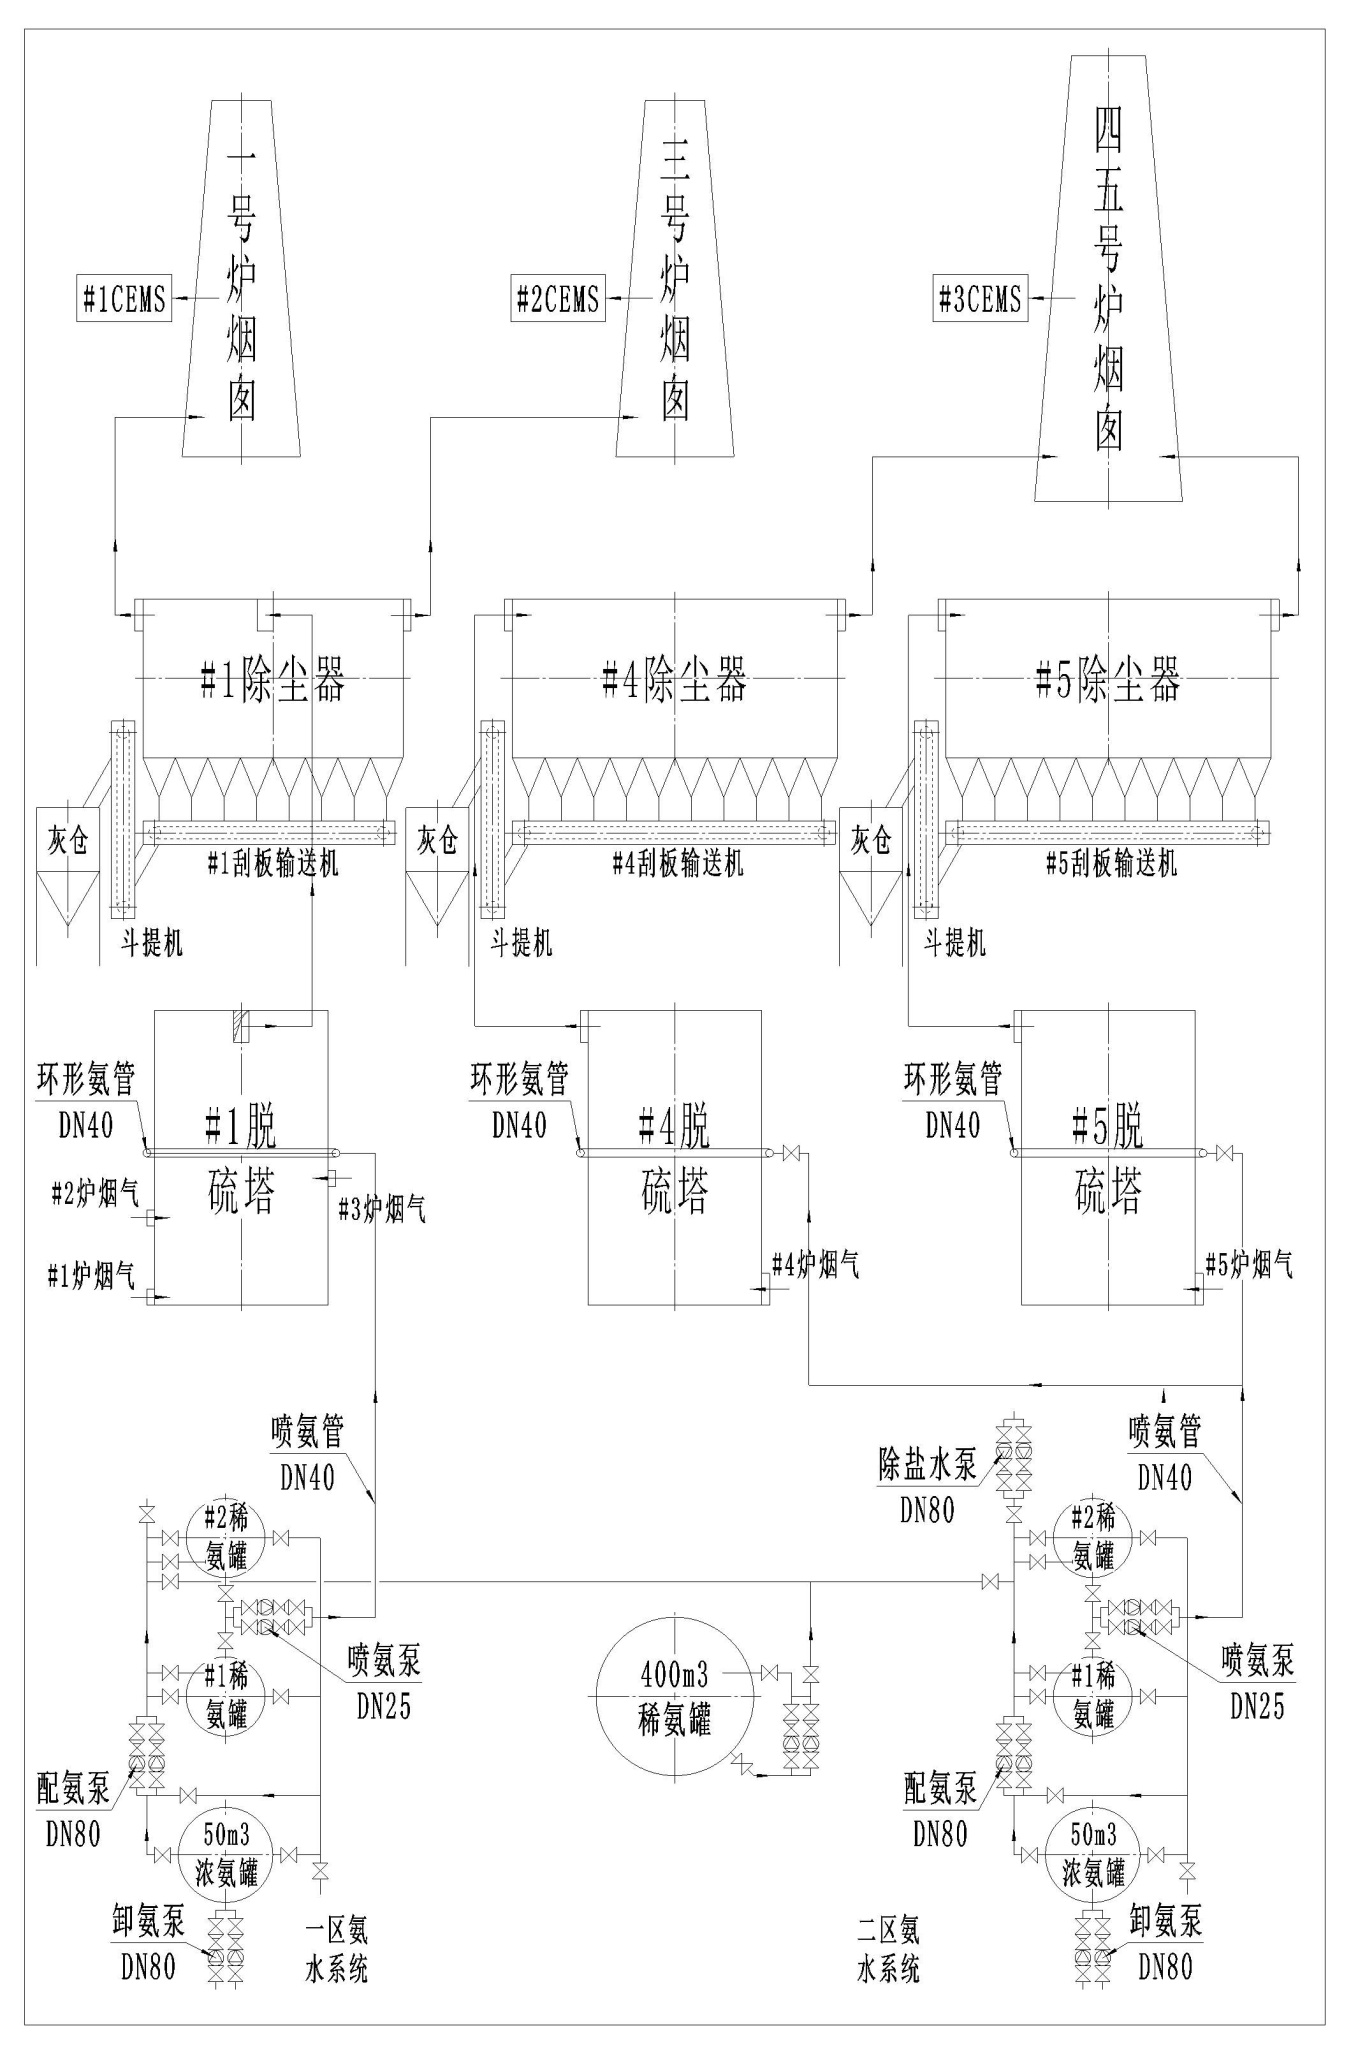 一号炉烟囱
三号炉烟囱
四五号炉烟囱
#1CEMS
#2CEMS
#3CEMS
#1除尘器
#4除尘器
#5除尘器
灰仓
灰仓
灰仓
#1刮板输送机
#4刮板输送机
#5刮板输送机
斗提机
斗提机
斗提机
环形氨管
DN40
#1脱
硫塔
环形氨管
DN40
#4脱
硫塔
环形氨管
DN40
#5脱
硫塔
#2炉烟气
#3炉烟气
#1炉烟气
#4炉烟气
#5炉烟气
喷氨管
DN40
除盐水泵
DN80
喷氨管
DN40
#2稀
氨罐
#2稀
氨罐
喷氨泵
DN25
400m3
稀氨罐
喷氨泵
DN25
#1稀
氨罐
#1稀
氨罐
配氨泵
DN80
配氨泵
DN80
50m3
浓氨罐
50m3
浓氨罐
卸氨泵
DN80
一区氨
水系统
二区氨
水系统
卸氨泵
DN80